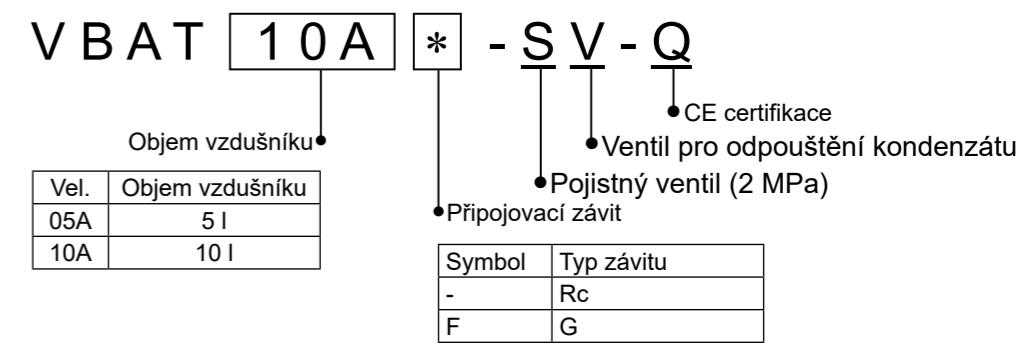 VBAT 10A * - S V - Q
CE certifikace
Objem vzdušníku
Ventil pro odpouštění kondenzátu
Pojistný ventil (2 MPa)
Připojovací závit
Vel. Objem vzdušníku
05A 5 l
10A 10 l
Symbol Typ závitu
- Rc
F G